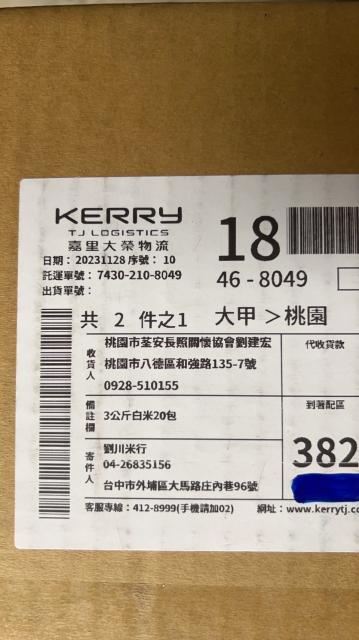 KERRY
TJ LOGISTICS
嘉里大榮物流
日期：20231128 序號：10
託運單號：7430-210-8049
出貨單號：
18
46 - 8049
共 2 件之1 大甲 > 桃園
收貨人
桃園市荃安長照關懷協會劉建宏
桃園市八德區和強路135-7號
0928-510155
代收貨款
備註欄
3公斤白米20包
到著配區
寄件人
劉川米行
04-26835156
台中市外埔區大馬路庄內巷96號
382
客服專線：412-8999(手機請加02) 網址：www.kerrytj.co